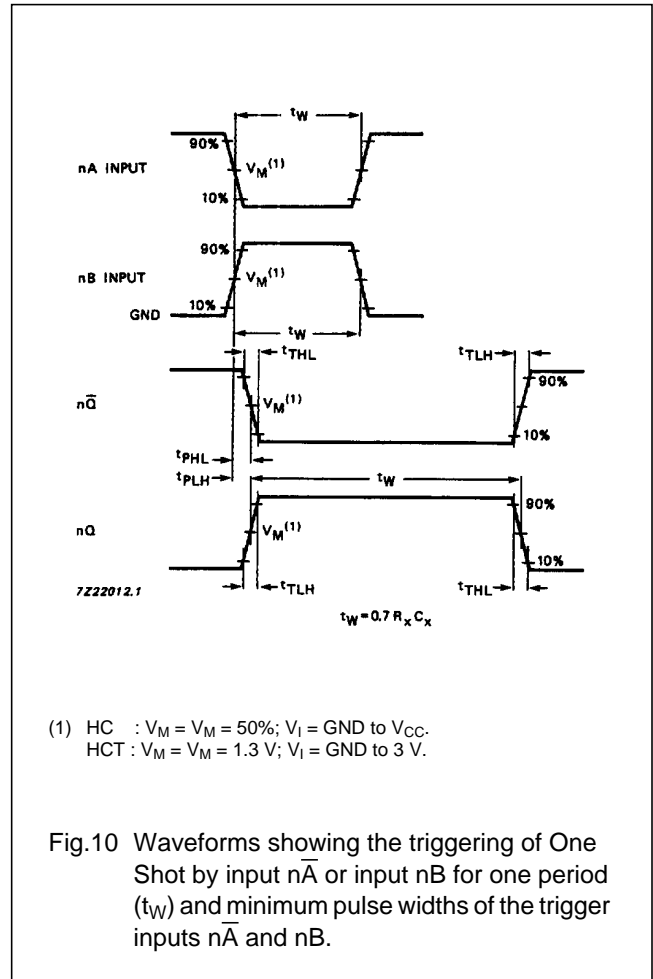 tW
90%
nA INPUT
VM(1)
10%
90%
nB INPUT
VM(1)
10%
GND
tW
tTHL
tTLH
90%
nQ̅
VM(1)
10%
tPHL
tPLH
tW
90%
nQ
VM(1)
10%
7Z22012.1
tTLH
tTHL
tW = 0.7 RxCx
(1) HC : VM = VM = 50%; VI = GND to VCC.
HCT : VM = VM = 1.3 V; VI = GND to 3 V.
Fig.10 Waveforms showing the triggering of One
Shot by input nA̅ or input nB for one period
(tW) and minimum pulse widths of the trigger
inputs nA̅ and nB.